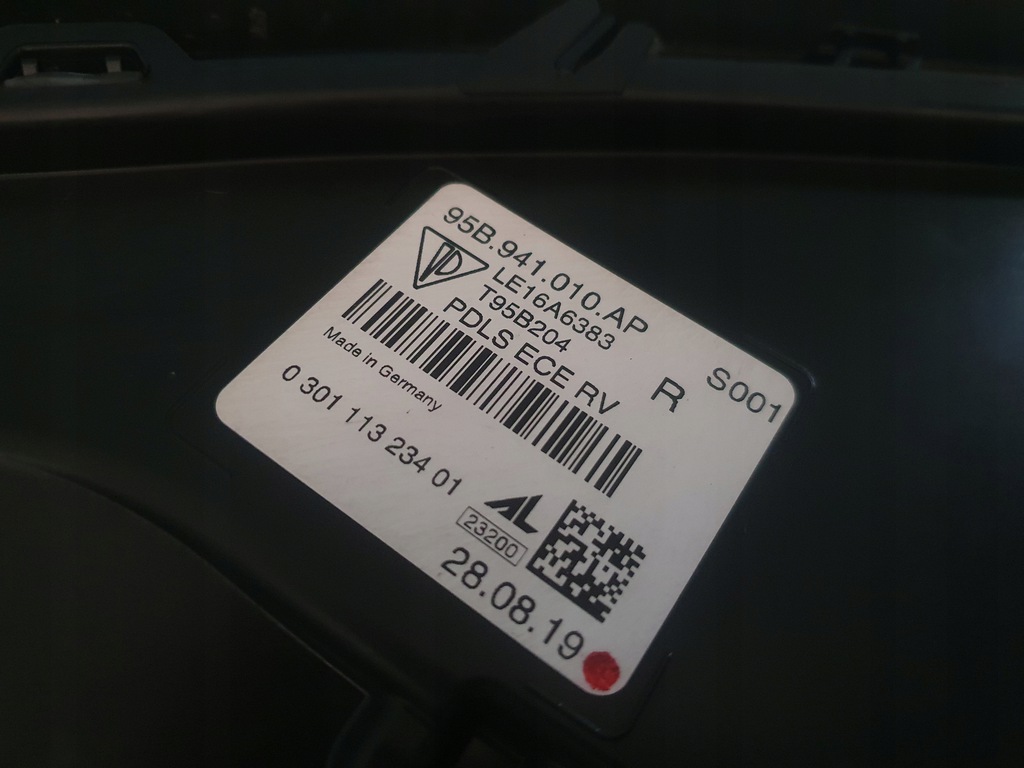 95B.941.010.AP
LE16A6383
T95B204
PDLS ECE RV
R
S001
Made in Germany
0 301 113 234 01
AL
23200
28.08.19